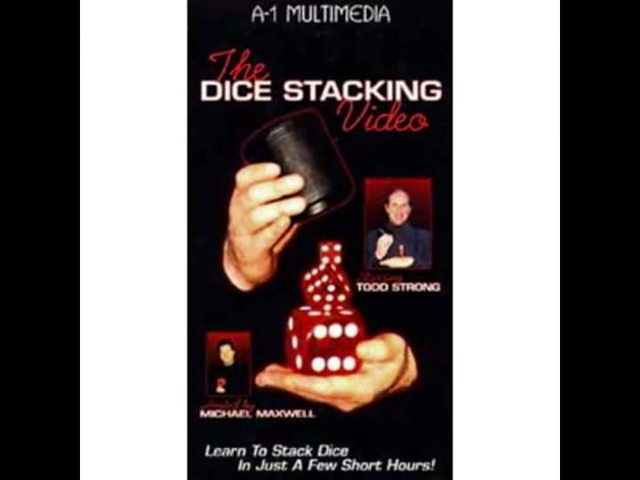 A-1 MULTIMEDIA
The
DICE STACKING
Video
Starring
TODD STRONG
MICHAEL MAXWELL
Learn To Stack Dice
In Just A Few Short Hours!